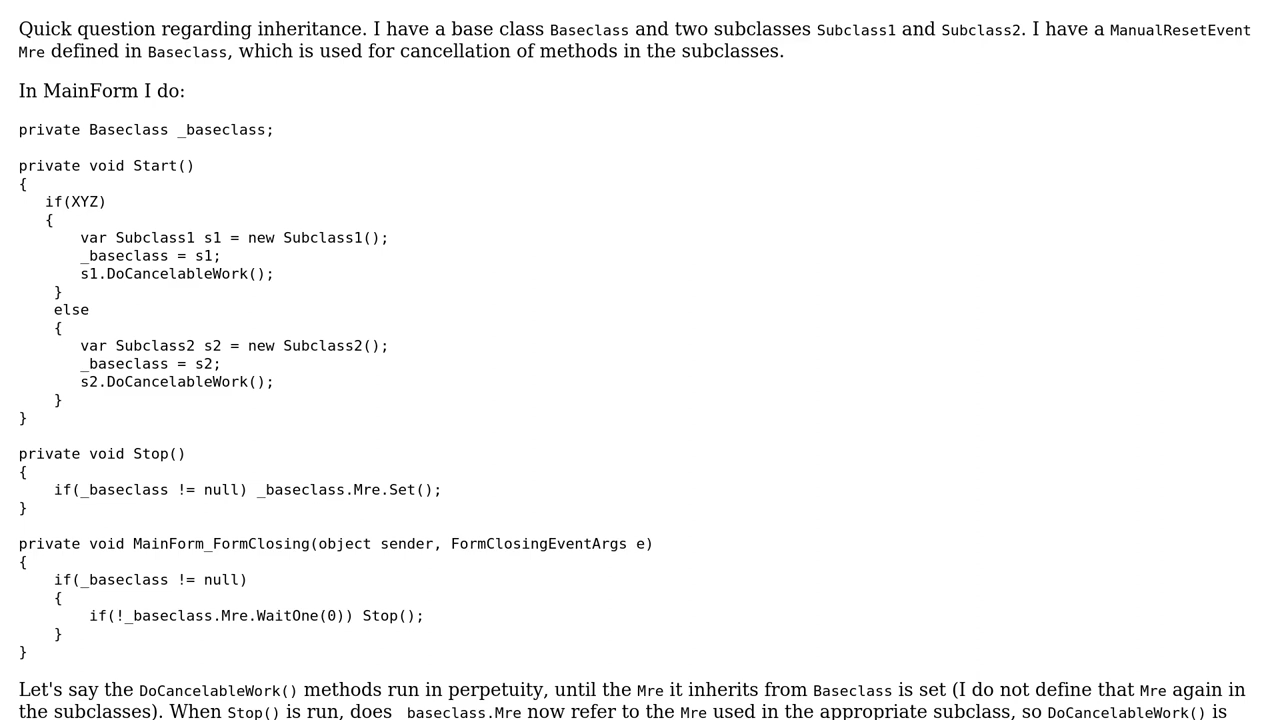 Quick question regarding inheritance. I have a base class Baseclass and two subclasses Subclass1 and Subclass2. I have a ManualResetEvent
Mre defined in Baseclass, which is used for cancellation of methods in the subclasses.
In MainForm I do:
private Baseclass _baseclass;
private void Start()
{
   if(XYZ)
   {
       var Subclass1 s1 = new Subclass1();
       _baseclass = s1;
       s1.DoCancelableWork();
    }
    else
    {
       var Subclass2 s2 = new Subclass2();
       _baseclass = s2;
       s2.DoCancelableWork();
    }
}
private void Stop()
{
    if(_baseclass != null) _baseclass.Mre.Set();
}
private void MainForm_FormClosing(object sender, FormClosingEventArgs e)
{
    if(_baseclass != null)
    {
        if(!_baseclass.Mre.WaitOne(0)) Stop();
    }
}
Let's say the DoCancelableWork() methods run in perpetuity, until the Mre it inherits from Baseclass is set (I do not define that Mre again in
the subclasses). When Stop() is run, does _baseclass.Mre now refer to the Mre used in the appropriate subclass, so DoCancelableWork() is